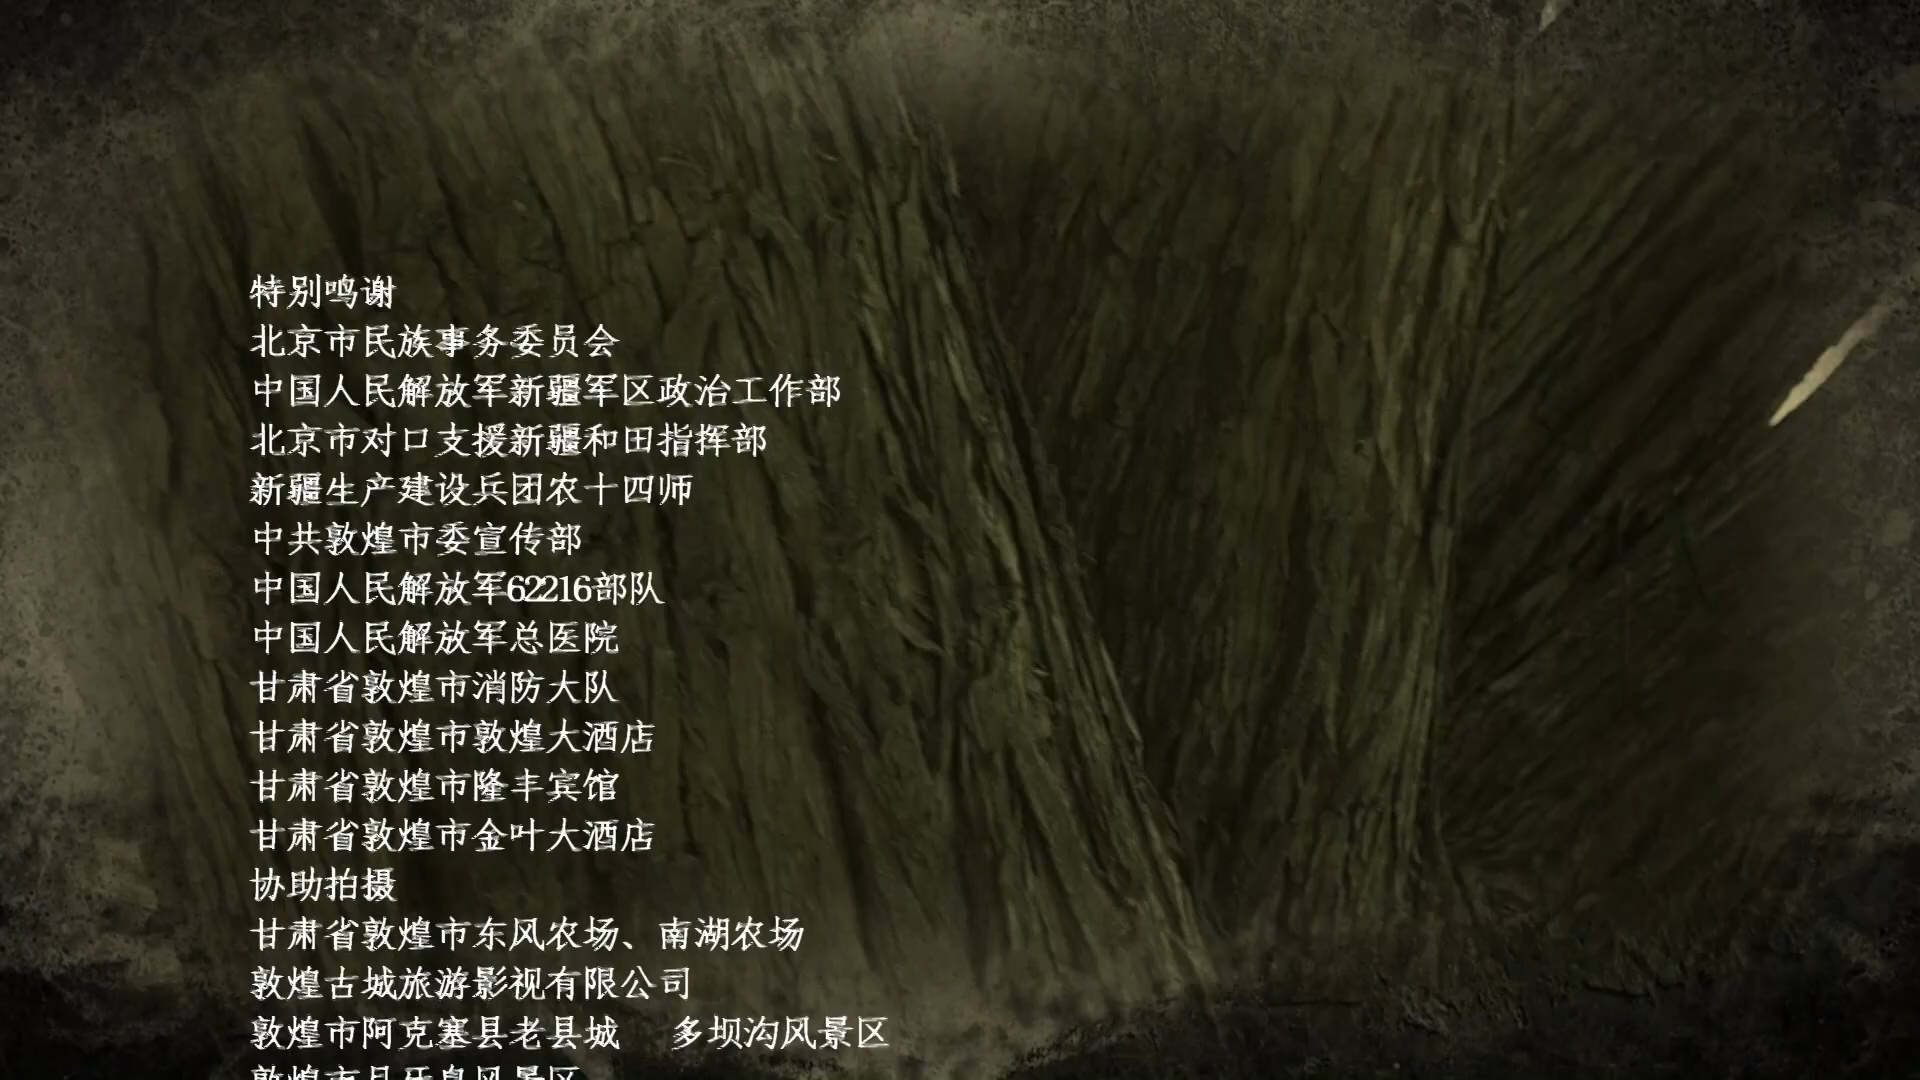 特别鸣谢
北京市民族事务委员会
中国人民解放军新疆军区政治工作部
北京市对口支援新疆和田指挥部
新疆生产建设兵团农十四师
中共敦煌市委宣传部
中国人民解放军62216部队
中国人民解放军总医院
甘肃省敦煌市消防大队
甘肃省敦煌市敦煌大酒店
甘肃省敦煌市隆丰宾馆
甘肃省敦煌市金叶大酒店
协助拍摄
甘肃省敦煌市东风农场、南湖农场
敦煌古城旅游影视有限公司
敦煌市阿克塞县老县城 多坝沟风景区
敦煌市月牙泉风景区